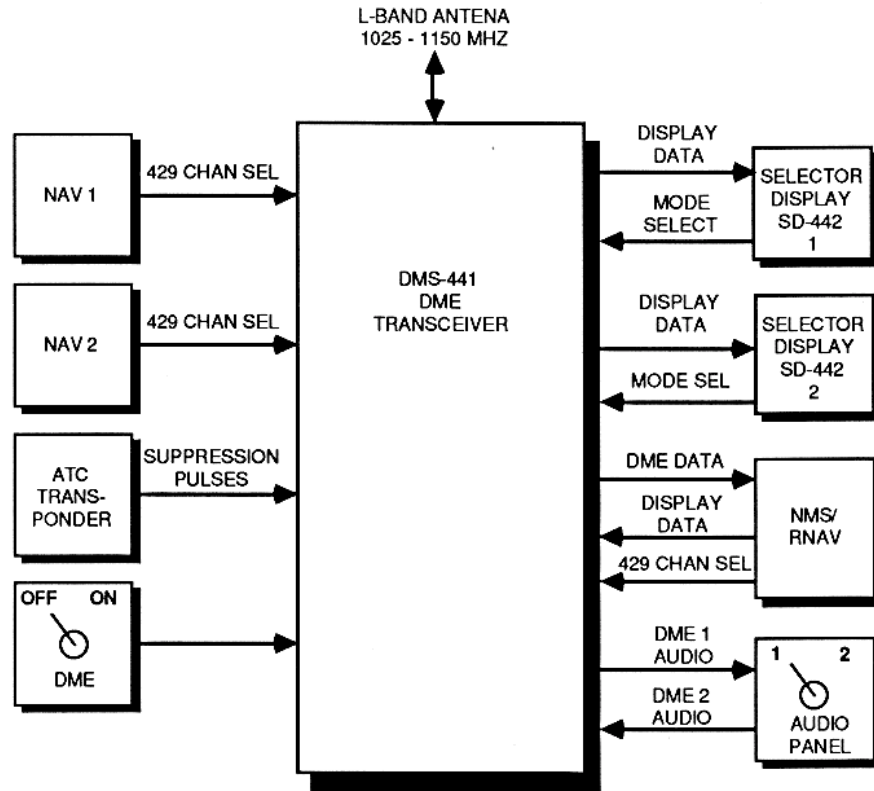 L-BAND ANTENA
1025 - 1150 MHZ
NAV 1
429 CHAN SEL
NAV 2
429 CHAN SEL
ATC
TRANS-
PONDER
SUPPRESSION
PULSES
OFF ON
DME
DMS-441
DME
TRANSCEIVER
DISPLAY
DATA
MODE
SELECT
SELECTOR
DISPLAY
SD-442
1
DISPLAY
DATA
MODE SEL
SELECTOR
DISPLAY
SD-442
2
DME DATA
DISPLAY
DATA
429 CHAN SEL
NMS/
RNAV
DME 1
AUDIO
DME 2
AUDIO
1 2
AUDIO
PANEL